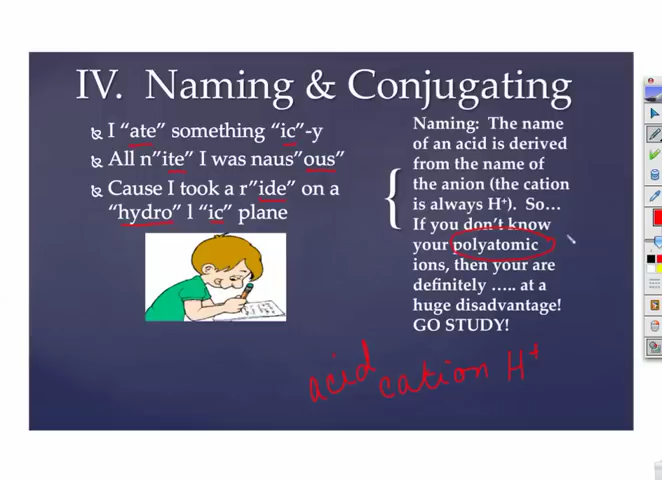 IV. Naming & Conjugating
I “ate” something “ic”-y
All n”ite” I was naus”ous”
Cause I took a r”ide” on a
“hydro” l “ic” plane
Naming: The name
of an acid is derived
from the name of
the anion (the cation
is always H⁺). So…
If you don’t know
your polyatomic
ions, then your are
definitely ….. at a
huge disadvantage!
GO STUDY!
acid
cation H⁺